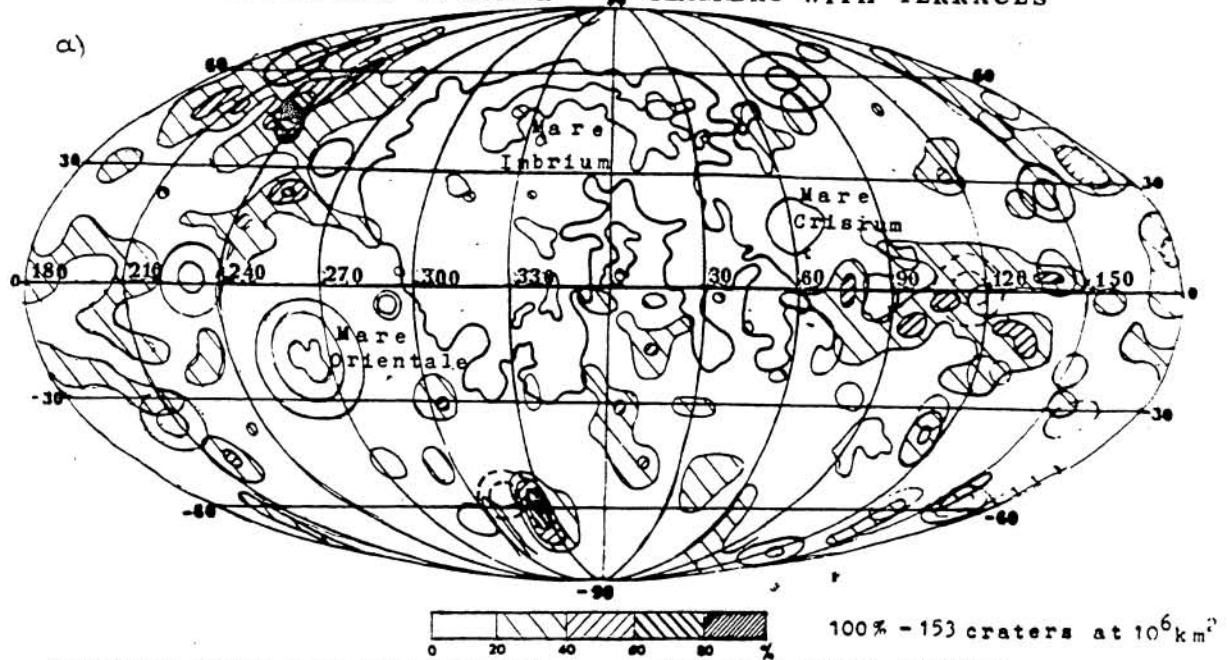 WITH TERRACES
a)
60 60
Mare
Imbrium
30 30
Mare
Crisium
0 180 210 240 270 300 330 30 60 90 120 150 0
Mare
Orientale
-30 30
-60 -60
-90
0 20 40 60 80 %
100% - 153 craters at 10⁶km²